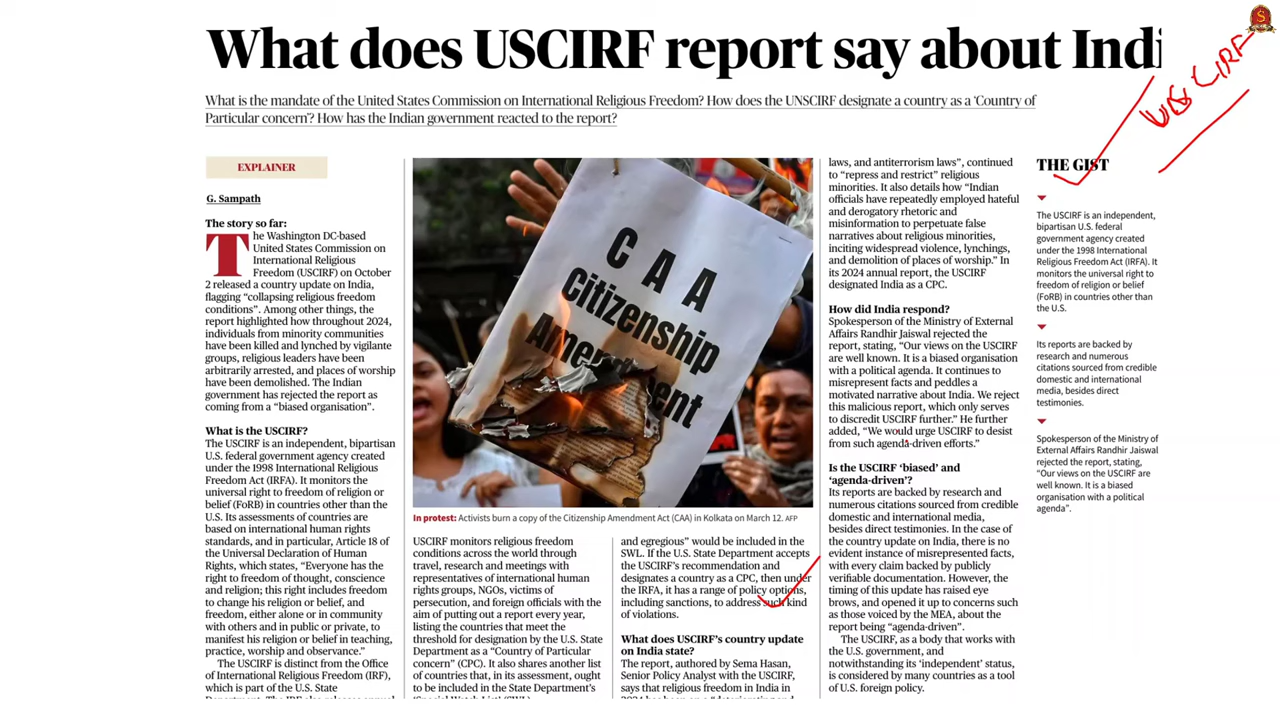 What does USCIRF report say about Indi
USCIRF
What is the mandate of the United States Commission on International Religious Freedom? How does the UNSCIRF designate a country as a ‘Country of
Particular concern’? How has the Indian government reacted to the report?
EXPLAINER
G. Sampath
The story so far:
The Washington DC-based
United States Commission on
International Religious
Freedom (USCIRF) on October
2 released a country update on India,
flagging “collapsing religious freedom
conditions”. Among other things, the
report highlighted how throughout 2024,
individuals from minority communities
have been killed and lynched by vigilante
groups, religious leaders have been
arbitrarily arrested, and places of worship
have been demolished. The Indian
government has rejected the report as
coming from a “biased organisation”.
What is the USCIRF?
The USCIRF is an independent, bipartisan
U.S. federal government agency created
under the 1998 International Religious
Freedom Act (IRFA). It monitors the
universal right to freedom of religion or
belief (FoRB) in countries other than the
U.S. Its assessments of countries are
based on international human rights
standards, and in particular, Article 18 of
the Universal Declaration of Human
Rights, which states, “Everyone has the
right to freedom of thought, conscience
and religion; this right includes freedom
to change his religion or belief, and
freedom, either alone or in community
with others and in public or private, to
manifest his religion or belief in teaching,
practice, worship and observance.”
The USCIRF is distinct from the Office
of International Religious Freedom (IRF),
which is part of the U.S. State
CAA
Citizenship
Amendment
In protest: Activists burn a copy of the Citizenship Amendment Act (CAA) in Kolkata on March 12. AFP
USCIRF monitors religious freedom
conditions across the world through
travel, research and meetings with
representatives of international human
rights groups, NGOs, victims of
persecution, and foreign officials with the
aim of putting out a report every year,
listing the countries that meet the
threshold for designation by the U.S. State
Department as a “Country of Particular
concern” (CPC). It also shares another list
of countries that, in its assessment, ought
to be included in the State Department’s
‘Special Watch List’ (SWL)
and egregious” would be included in the
SWL. If the U.S. State Department accepts
the USCIRF’s recommendation and
designates a country as a CPC, then under
the IRFA, it has a range of policy options,
including sanctions, to address such kind
of violations.
What does USCIRF’s country update
on India state?
The report, authored by Sema Hasan,
Senior Policy Analyst with the USCIRF,
says that religious freedom in India in
laws, and antiterrorism laws”, continued
to “repress and restrict” religious
minorities. It also details how “Indian
officials have repeatedly employed hateful
and derogatory rhetoric and
misinformation to perpetuate false
narratives about religious minorities,
inciting widespread violence, lynchings,
and demolition of places of worship.” In
its 2024 annual report, the USCIRF
designated India as a CPC.
How did India respond?
Spokesperson of the Ministry of External
Affairs Randhir Jaiswal rejected the
report, stating, “Our views on the USCIRF
are well known. It is a biased organisation
with a political agenda. It continues to
misrepresent facts and peddles a
motivated narrative about India. We reject
this malicious report, which only serves
to discredit USCIRF further.” He further
added, “We would urge USCIRF to desist
from such agenda-driven efforts.”
Is the USCIRF ‘biased’ and
‘agenda-driven’?
Its reports are backed by research and
numerous citations sourced from credible
domestic and international media,
besides direct testimonies. In the case of
the country update on India, there is no
evident instance of misrepresented facts,
with every claim backed by publicly
verifiable documentation. However, the
timing of this update has raised eye
brows, and opened it up to concerns such
as those voiced by the MEA, about the
report being “agenda-driven”.
The USCIRF, as a body that works with
the U.S. government, and
notwithstanding its ‘independent’ status,
is considered by many countries as a tool
of U.S. foreign policy.
THE GIST
The USCIRF is an independent,
bipartisan U.S. federal
government agency created
under the 1998 International
Religious Freedom Act (IRFA). It
monitors the universal right to
freedom of religion or belief
(FoRB) in countries other than
the U.S.
Its reports are backed by
research and numerous
citations sourced from credible
domestic and international
media, besides direct
testimonies.
Spokesperson of the Ministry of
External Affairs Randhir Jaiswal
rejected the report, stating,
“Our views on the USCIRF are
well known. It is a biased
organisation with a political
agenda”.